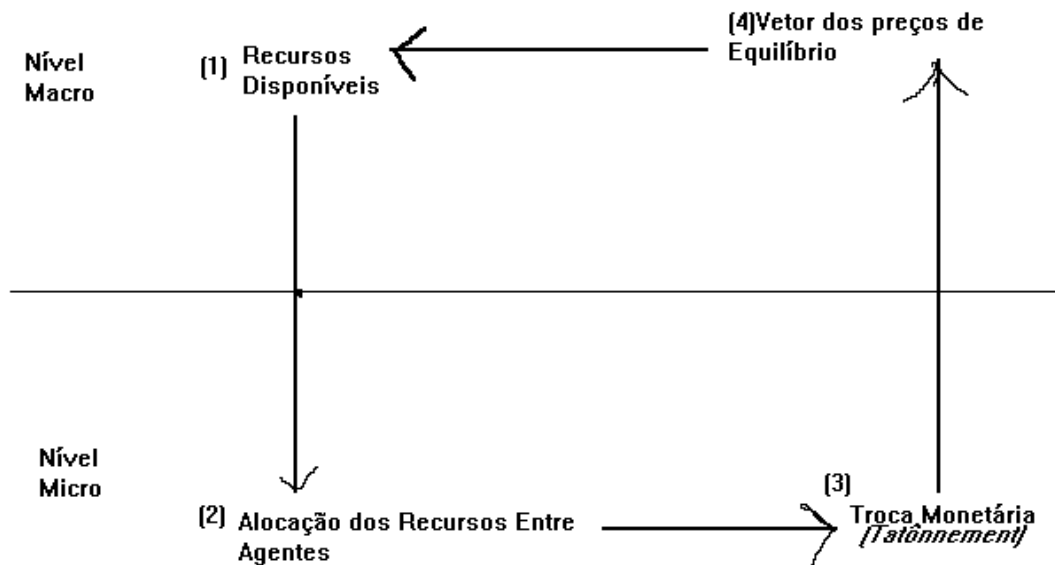 Nível
Macro
(1) Recursos
Disponíveis
(4)Vetor dos preços de
Equilíbrio
Nível
Micro
(2) Alocação dos Recursos Entre
Agentes
(3)
Troca Monetária
(Tatônnement)